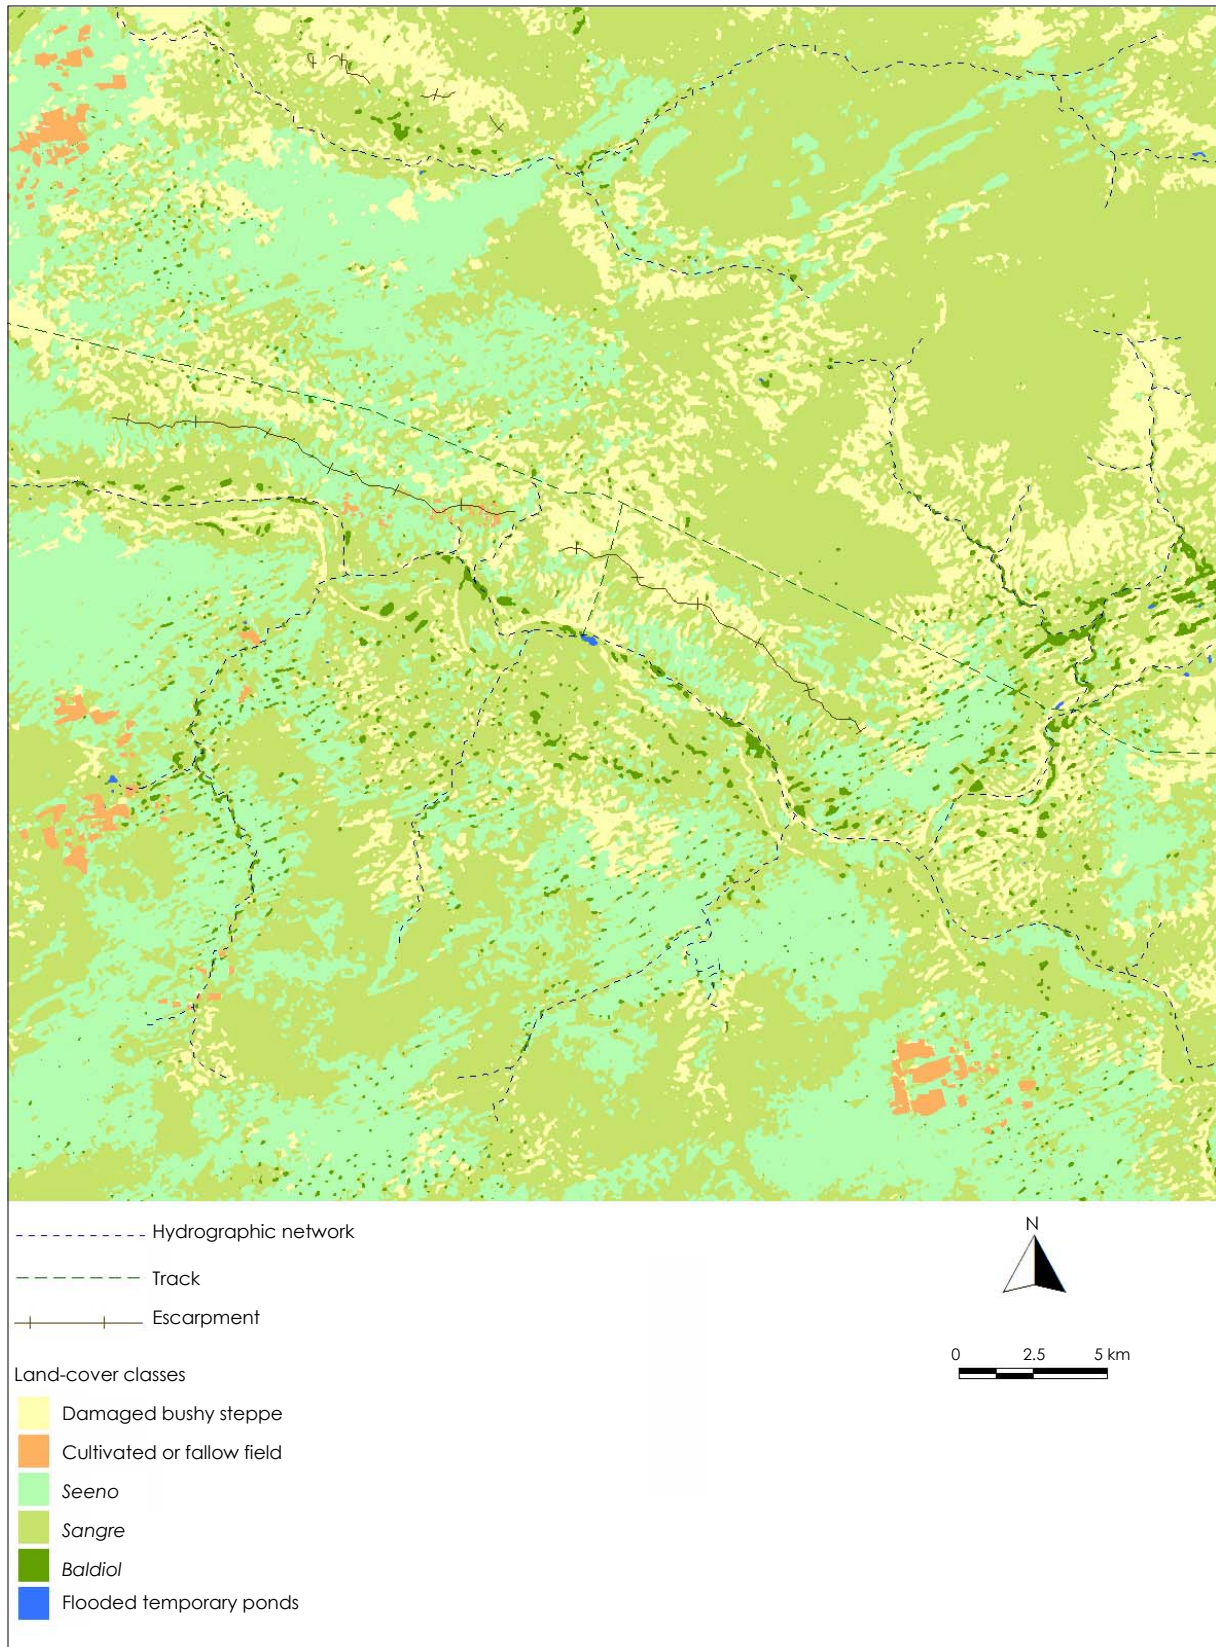 Hydrographic network
N
Track
Escarpment
0 2.5 5 km
Land-cover classes
Damaged bushy steppe
Cultivated or fallow field
Seeno
Sangre
Baldiol
Flooded temporary ponds